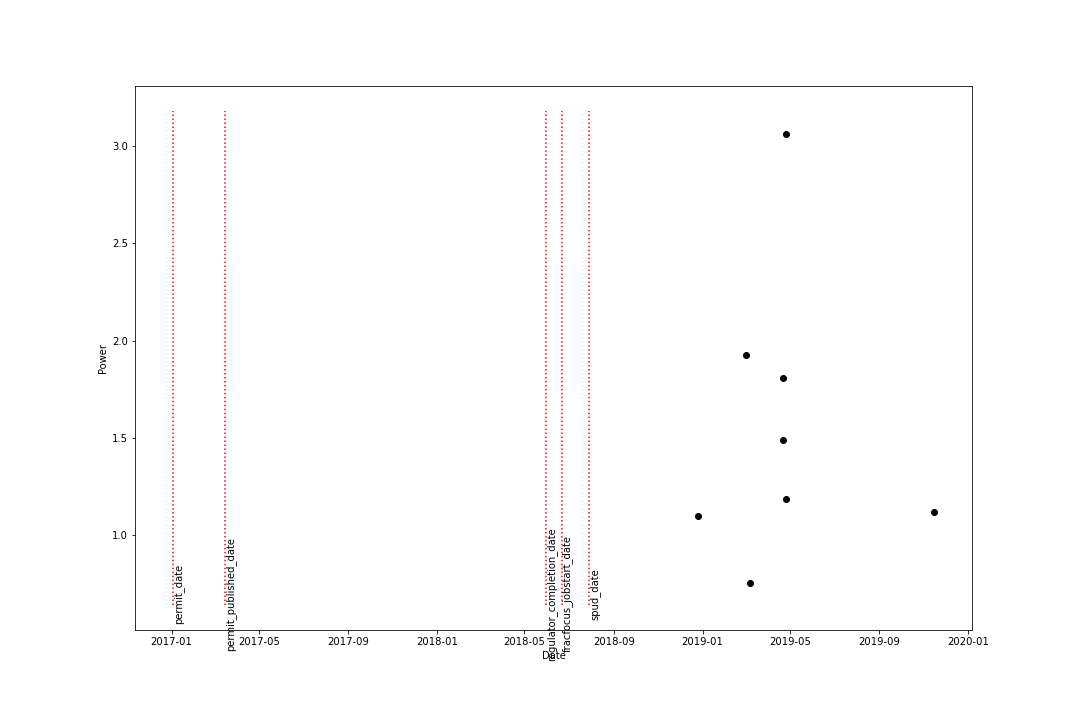 3.0
2.5
2.0
1.5
1.0
Power
permit_date
permit_published_date
regulator_completion_date
fracfocus_jobstart_date
spud_date
2017-01 2017-05 2017-09 2018-01 2018-05 2018-09 2019-01 2019-05 2019-09 2020-01
Date